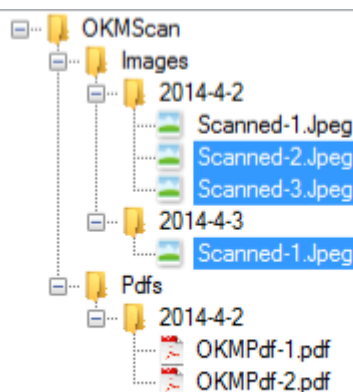 OKMScan
Images
2014-4-2
Scanned-1.Jpeg
Scanned-2.Jpeg
Scanned-3.Jpeg
2014-4-3
Scanned-1.Jpeg
Pdfs
2014-4-2
OKMPdf-1.pdf
OKMPdf-2.pdf